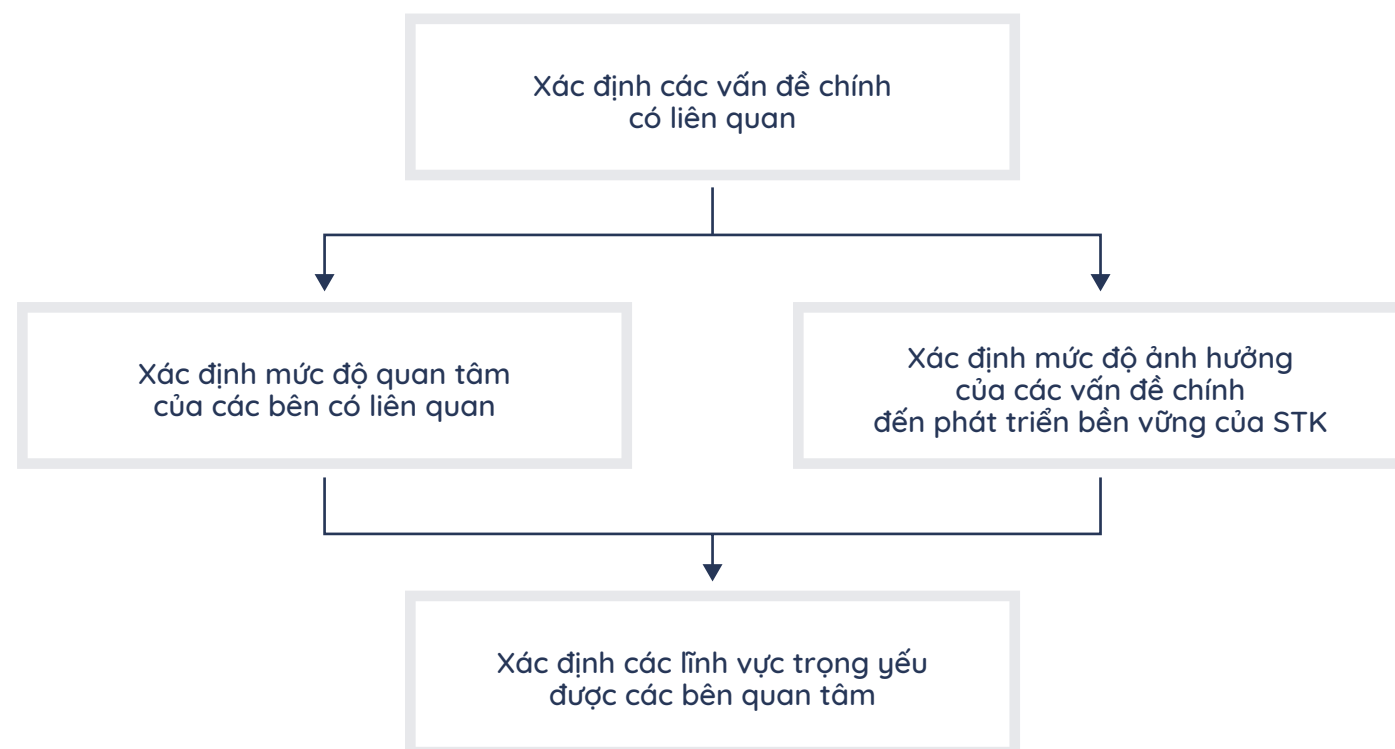 Xác định các vấn đề chính
có liên quan
Xác định mức độ quan tâm
của các bên có liên quan
Xác định mức độ ảnh hưởng
của các vấn đề chính
đến phát triển bền vững của STK
Xác định các lĩnh vực trọng yếu
được các bên quan tâm